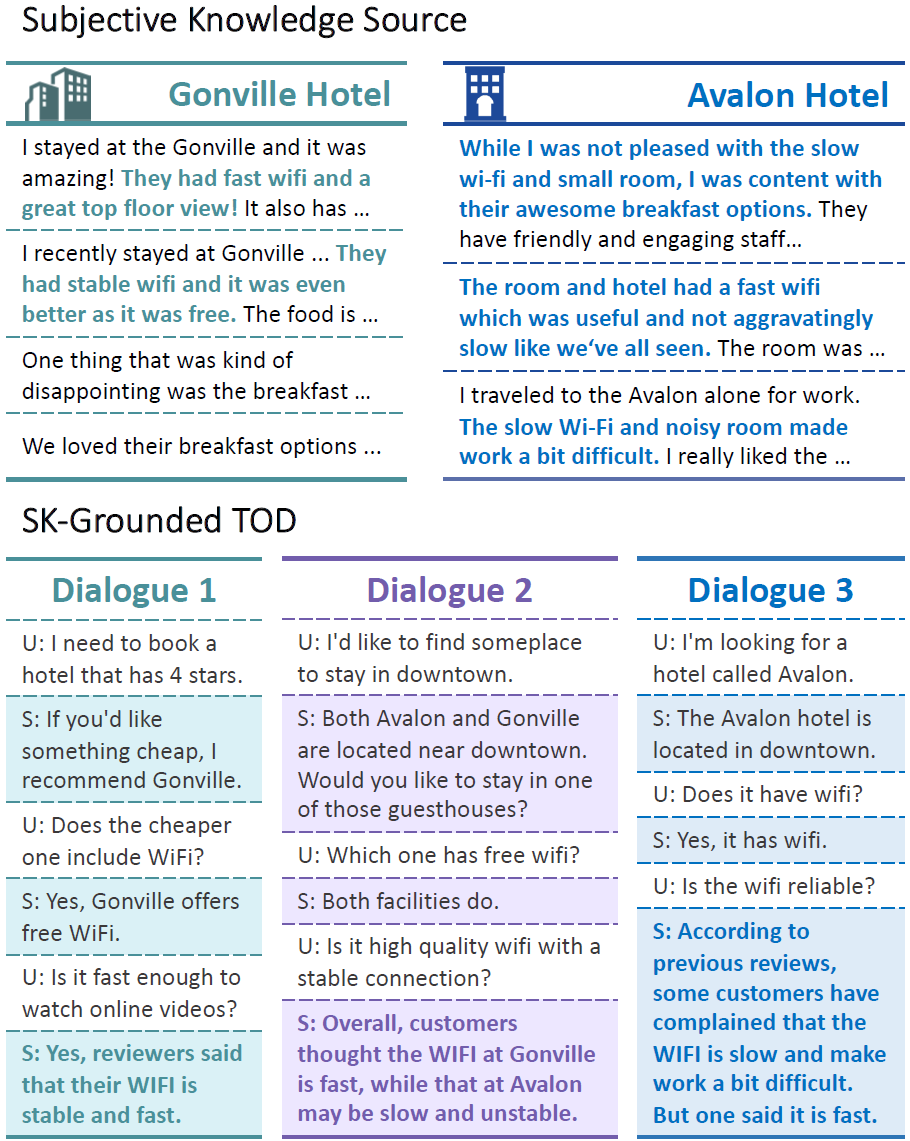 Subjective Knowledge Source
Gonville Hotel
I stayed at the Gonville and it was
amazing! They had fast wifi and a
great top floor view! It also has ...
I recently stayed at Gonville ... They
had stable wifi and it was even
better as it was free. The food is ...
One thing that was kind of
disappointing was the breakfast ...
We loved their breakfast options ...
Avalon Hotel
While I was not pleased with the slow
wi-fi and small room, I was content with
their awesome breakfast options. They
have friendly and engaging staff...
The room and hotel had a fast wifi
which was useful and not aggravatingly
slow like we‘ve all seen. The room was ...
I traveled to the Avalon alone for work.
The slow Wi-Fi and noisy room made
work a bit difficult. I really liked the ...
SK-Grounded TOD
Dialogue 1
U: I need to book a
hotel that has 4 stars.
S: If you'd like
something cheap, I
recommend Gonville.
U: Does the cheaper
one include WiFi?
S: Yes, Gonville offers
free WiFi.
U: Is it fast enough to
watch online videos?
S: Yes, reviewers said
that their WIFI is
stable and fast.
Dialogue 2
U: I'd like to find someplace
to stay in downtown.
S: Both Avalon and Gonville
are located near downtown.
Would you like to stay in one
of those guesthouses?
U: Which one has free wifi?
S: Both facilities do.
U: Is it high quality wifi with a
stable connection?
S: Overall, customers
thought the WIFI at Gonville
is fast, while that at Avalon
may be slow and unstable.
Dialogue 3
U: I'm looking for a
hotel called Avalon.
S: The Avalon hotel is
located in downtown.
U: Does it have wifi?
S: Yes, it has wifi.
U: Is the wifi reliable?
S: According to
previous reviews,
some customers have
complained that the
WIFI is slow and make
work a bit difficult.
But one said it is fast.